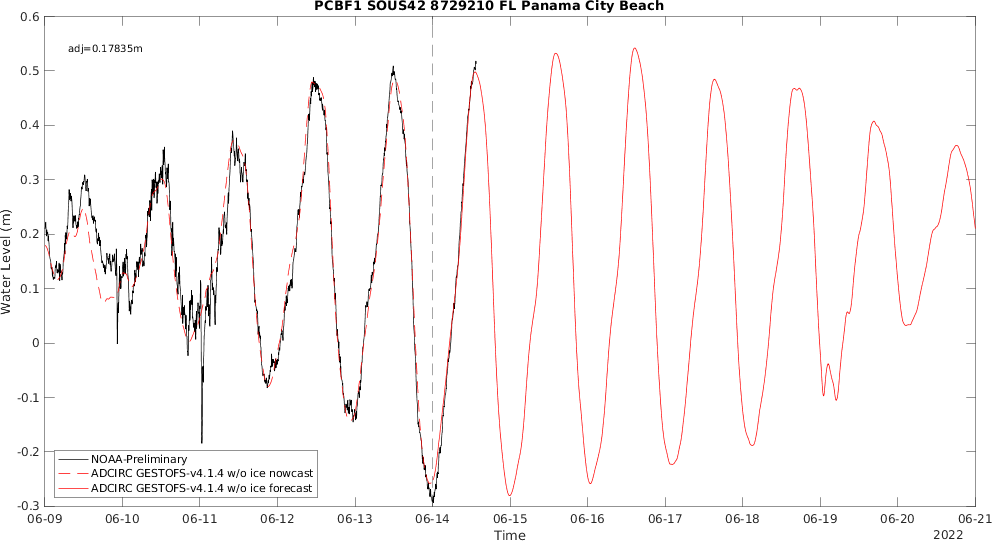 PCBF1 SOUS42 8729210 FL Panama City Beach
adj=0.17835m
0.6
0.5
0.4
0.3
0.2
0.1
0
-0.1
-0.2
-0.3
Water Level (m)
NOAA-Preliminary
ADCIRC GESTOFS-v4.1.4 w/o ice nowcast
ADCIRC GESTOFS-v4.1.4 w/o ice forecast
06-09 06-10 06-11 06-12 06-13 06-14 06-15 06-16 06-17 06-18 06-19 06-20 06-21
Time
2022